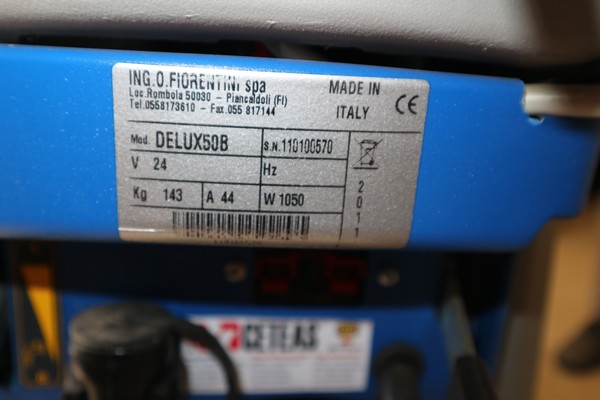 ING.O.FIORENTINI spa
Loc.Rombola 50030 - Piancaldoli (FI)
Tel.0558173610 - Fax.055 817144
MADE IN
ITALY CE
Mod. DELUX50B
S.N.110100570
V 24
Hz
Kg 143
A 44
W 1050
2011
CETEAS